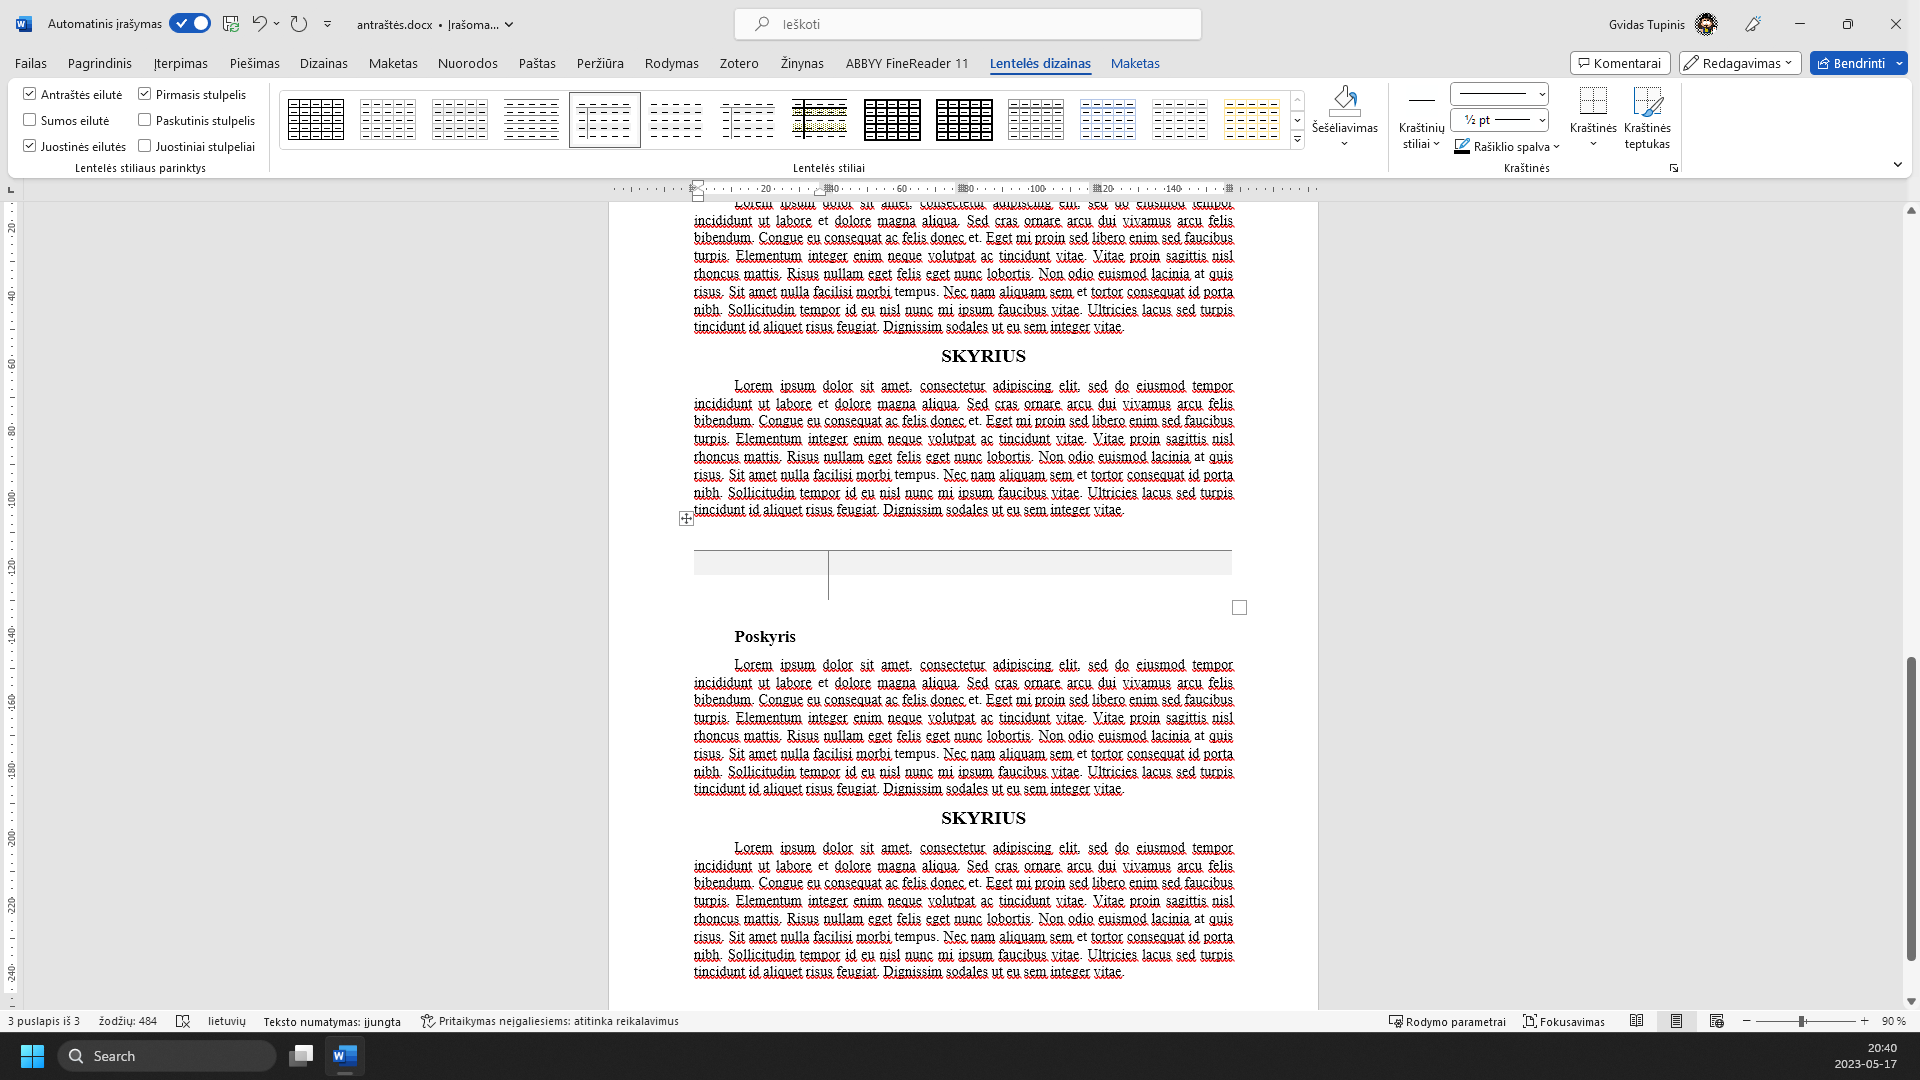 Automatinis įrašymas
antraštės.docx • Įrašoma...
Ieškoti
Gvidas Tupinis
Failas Pagrindinis Įterpimas Piešimas Dizainas Maketas Nuorodos Paštas Peržiūra Rodymas Zotero Žinynas ABBYY FineReader 11 Lentelės dizainas Maketas
Komentarai Redagavimas Bendrinti
Antraštės eilutė Pirmasis stulpelis
Sumos eilutė Paskutinis stulpelis
Juostinės eilutės Juostiniai stulpeliai
Lentelės stiliaus parinktys
Lentelės stiliai
Šešėliavimas
Kraštinių stiliai
½ pt
Rašiklio spalva
Kraštinės
Kraštinės teptukas
Kraštinės
20 40 60 80 100 120 140
20
40
60
80
100
120
140
160
180
200
220
240
Lorem ipsum dolor sit amet, consectetur adipiscing elit, sed do eiusmod tempor
incididunt ut labore et dolore magna aliqua. Sed cras ornare arcu dui vivamus arcu felis
bibendum. Congue eu consequat ac felis donec et. Eget mi proin sed libero enim sed faucibus
turpis. Elementum integer enim neque volutpat ac tincidunt vitae. Vitae proin sagittis nisl
rhoncus mattis. Risus nullam eget felis eget nunc lobortis. Non odio euismod lacinia at quis
risus. Sit amet nulla facilisi morbi tempus. Nec nam aliquam sem et tortor consequat id porta
nibh. Sollicitudin tempor id eu nisl nunc mi ipsum faucibus vitae. Ultricies lacus sed turpis
tincidunt id aliquet risus feugiat. Dignissim sodales ut eu sem integer vitae.
SKYRIUS
Lorem ipsum dolor sit amet, consectetur adipiscing elit, sed do eiusmod tempor
incididunt ut labore et dolore magna aliqua. Sed cras ornare arcu dui vivamus arcu felis
bibendum. Congue eu consequat ac felis donec et. Eget mi proin sed libero enim sed faucibus
turpis. Elementum integer enim neque volutpat ac tincidunt vitae. Vitae proin sagittis nisl
rhoncus mattis. Risus nullam eget felis eget nunc lobortis. Non odio euismod lacinia at quis
risus. Sit amet nulla facilisi morbi tempus. Nec nam aliquam sem et tortor consequat id porta
nibh. Sollicitudin tempor id eu nisl nunc mi ipsum faucibus vitae. Ultricies lacus sed turpis
tincidunt id aliquet risus feugiat. Dignissim sodales ut eu sem integer vitae.
Poskyris
Lorem ipsum dolor sit amet, consectetur adipiscing elit, sed do eiusmod tempor
incididunt ut labore et dolore magna aliqua. Sed cras ornare arcu dui vivamus arcu felis
bibendum. Congue eu consequat ac felis donec et. Eget mi proin sed libero enim sed faucibus
turpis. Elementum integer enim neque volutpat ac tincidunt vitae. Vitae proin sagittis nisl
rhoncus mattis. Risus nullam eget felis eget nunc lobortis. Non odio euismod lacinia at quis
risus. Sit amet nulla facilisi morbi tempus. Nec nam aliquam sem et tortor consequat id porta
nibh. Sollicitudin tempor id eu nisl nunc mi ipsum faucibus vitae. Ultricies lacus sed turpis
tincidunt id aliquet risus feugiat. Dignissim sodales ut eu sem integer vitae.
SKYRIUS
Lorem ipsum dolor sit amet, consectetur adipiscing elit, sed do eiusmod tempor
incididunt ut labore et dolore magna aliqua. Sed cras ornare arcu dui vivamus arcu felis
bibendum. Congue eu consequat ac felis donec et. Eget mi proin sed libero enim sed faucibus
turpis. Elementum integer enim neque volutpat ac tincidunt vitae. Vitae proin sagittis nisl
rhoncus mattis. Risus nullam eget felis eget nunc lobortis. Non odio euismod lacinia at quis
risus. Sit amet nulla facilisi morbi tempus. Nec nam aliquam sem et tortor consequat id porta
nibh. Sollicitudin tempor id eu nisl nunc mi ipsum faucibus vitae. Ultricies lacus sed turpis
tincidunt id aliquet risus feugiat. Dignissim sodales ut eu sem integer vitae.
3 puslapis iš 3 žodžių: 484 lietuvių Teksto numatymas: įjungta Pritaikymas neįgaliesiems: atitinka reikalavimus Rodymo parametrai Fokusavimas 90 %
Search
20:40
2023-05-17